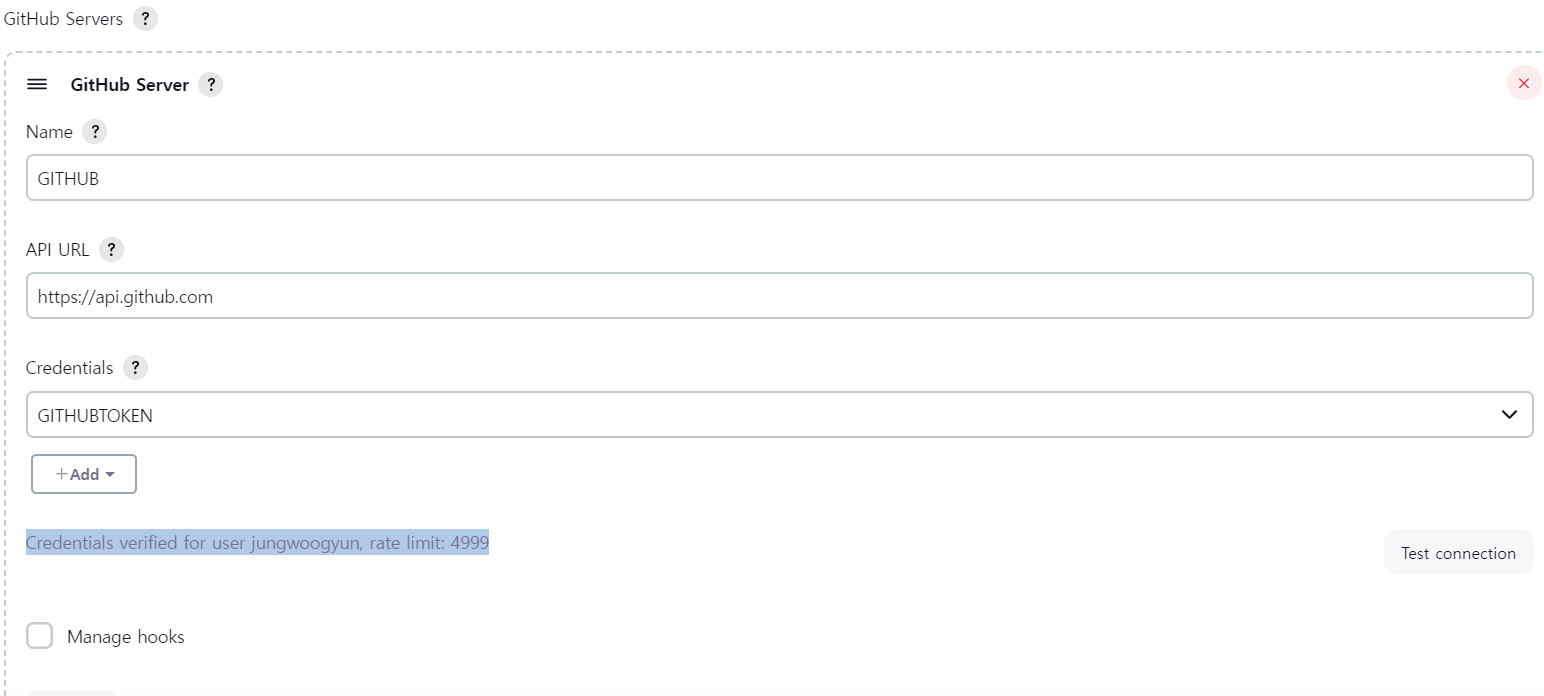 GitHub Servers ?
GitHub Server ?
Name ?
GITHUB
API URL ?
https://api.github.com
Credentials ?
GITHUBTOKEN
+Add
Credentials verified for user jungwoogyun, rate limit: 4999
Test connection
Manage hooks